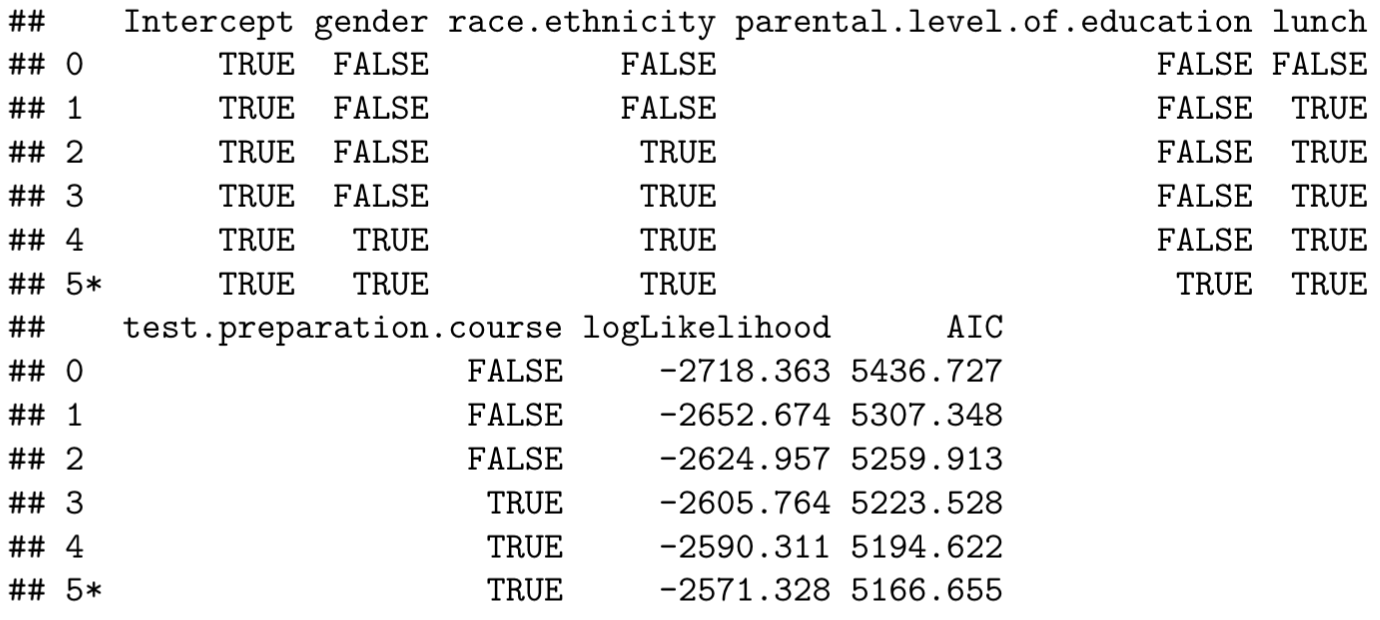 ##    Intercept gender race.ethnicity parental.level.of.education lunch
## 0       TRUE  FALSE          FALSE                       FALSE FALSE
## 1       TRUE  FALSE          FALSE                       FALSE  TRUE
## 2       TRUE  FALSE           TRUE                       FALSE  TRUE
## 3       TRUE  FALSE           TRUE                       FALSE  TRUE
## 4       TRUE   TRUE           TRUE                       FALSE  TRUE
## 5*      TRUE   TRUE           TRUE                        TRUE  TRUE
##    test.preparation.course logLikelihood      AIC
## 0                    FALSE     -2718.363 5436.727
## 1                    FALSE     -2652.674 5307.348
## 2                    FALSE     -2624.957 5259.913
## 3                     TRUE     -2605.764 5223.528
## 4                     TRUE     -2590.311 5194.622
## 5*                    TRUE     -2571.328 5166.655